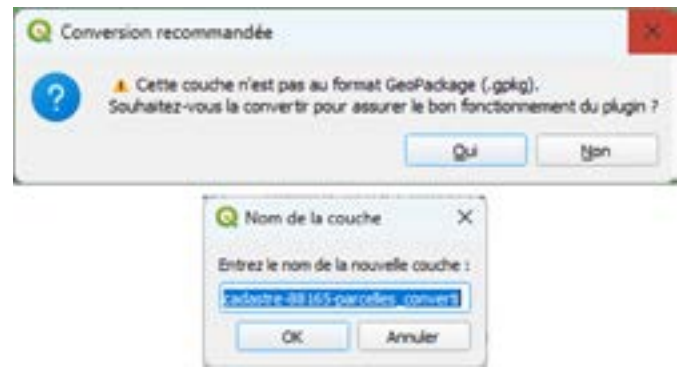 Conversion recommandée
⚠ Cette couche n'est pas au format GeoPackage (.gpkg).
Souhaitez-vous la convertir pour assurer le bon fonctionnement du plugin ?
Oui
Non
Nom de la couche
Entrez le nom de la nouvelle couche :
cadastre-88165-parcelles_converti
OK
Annuler